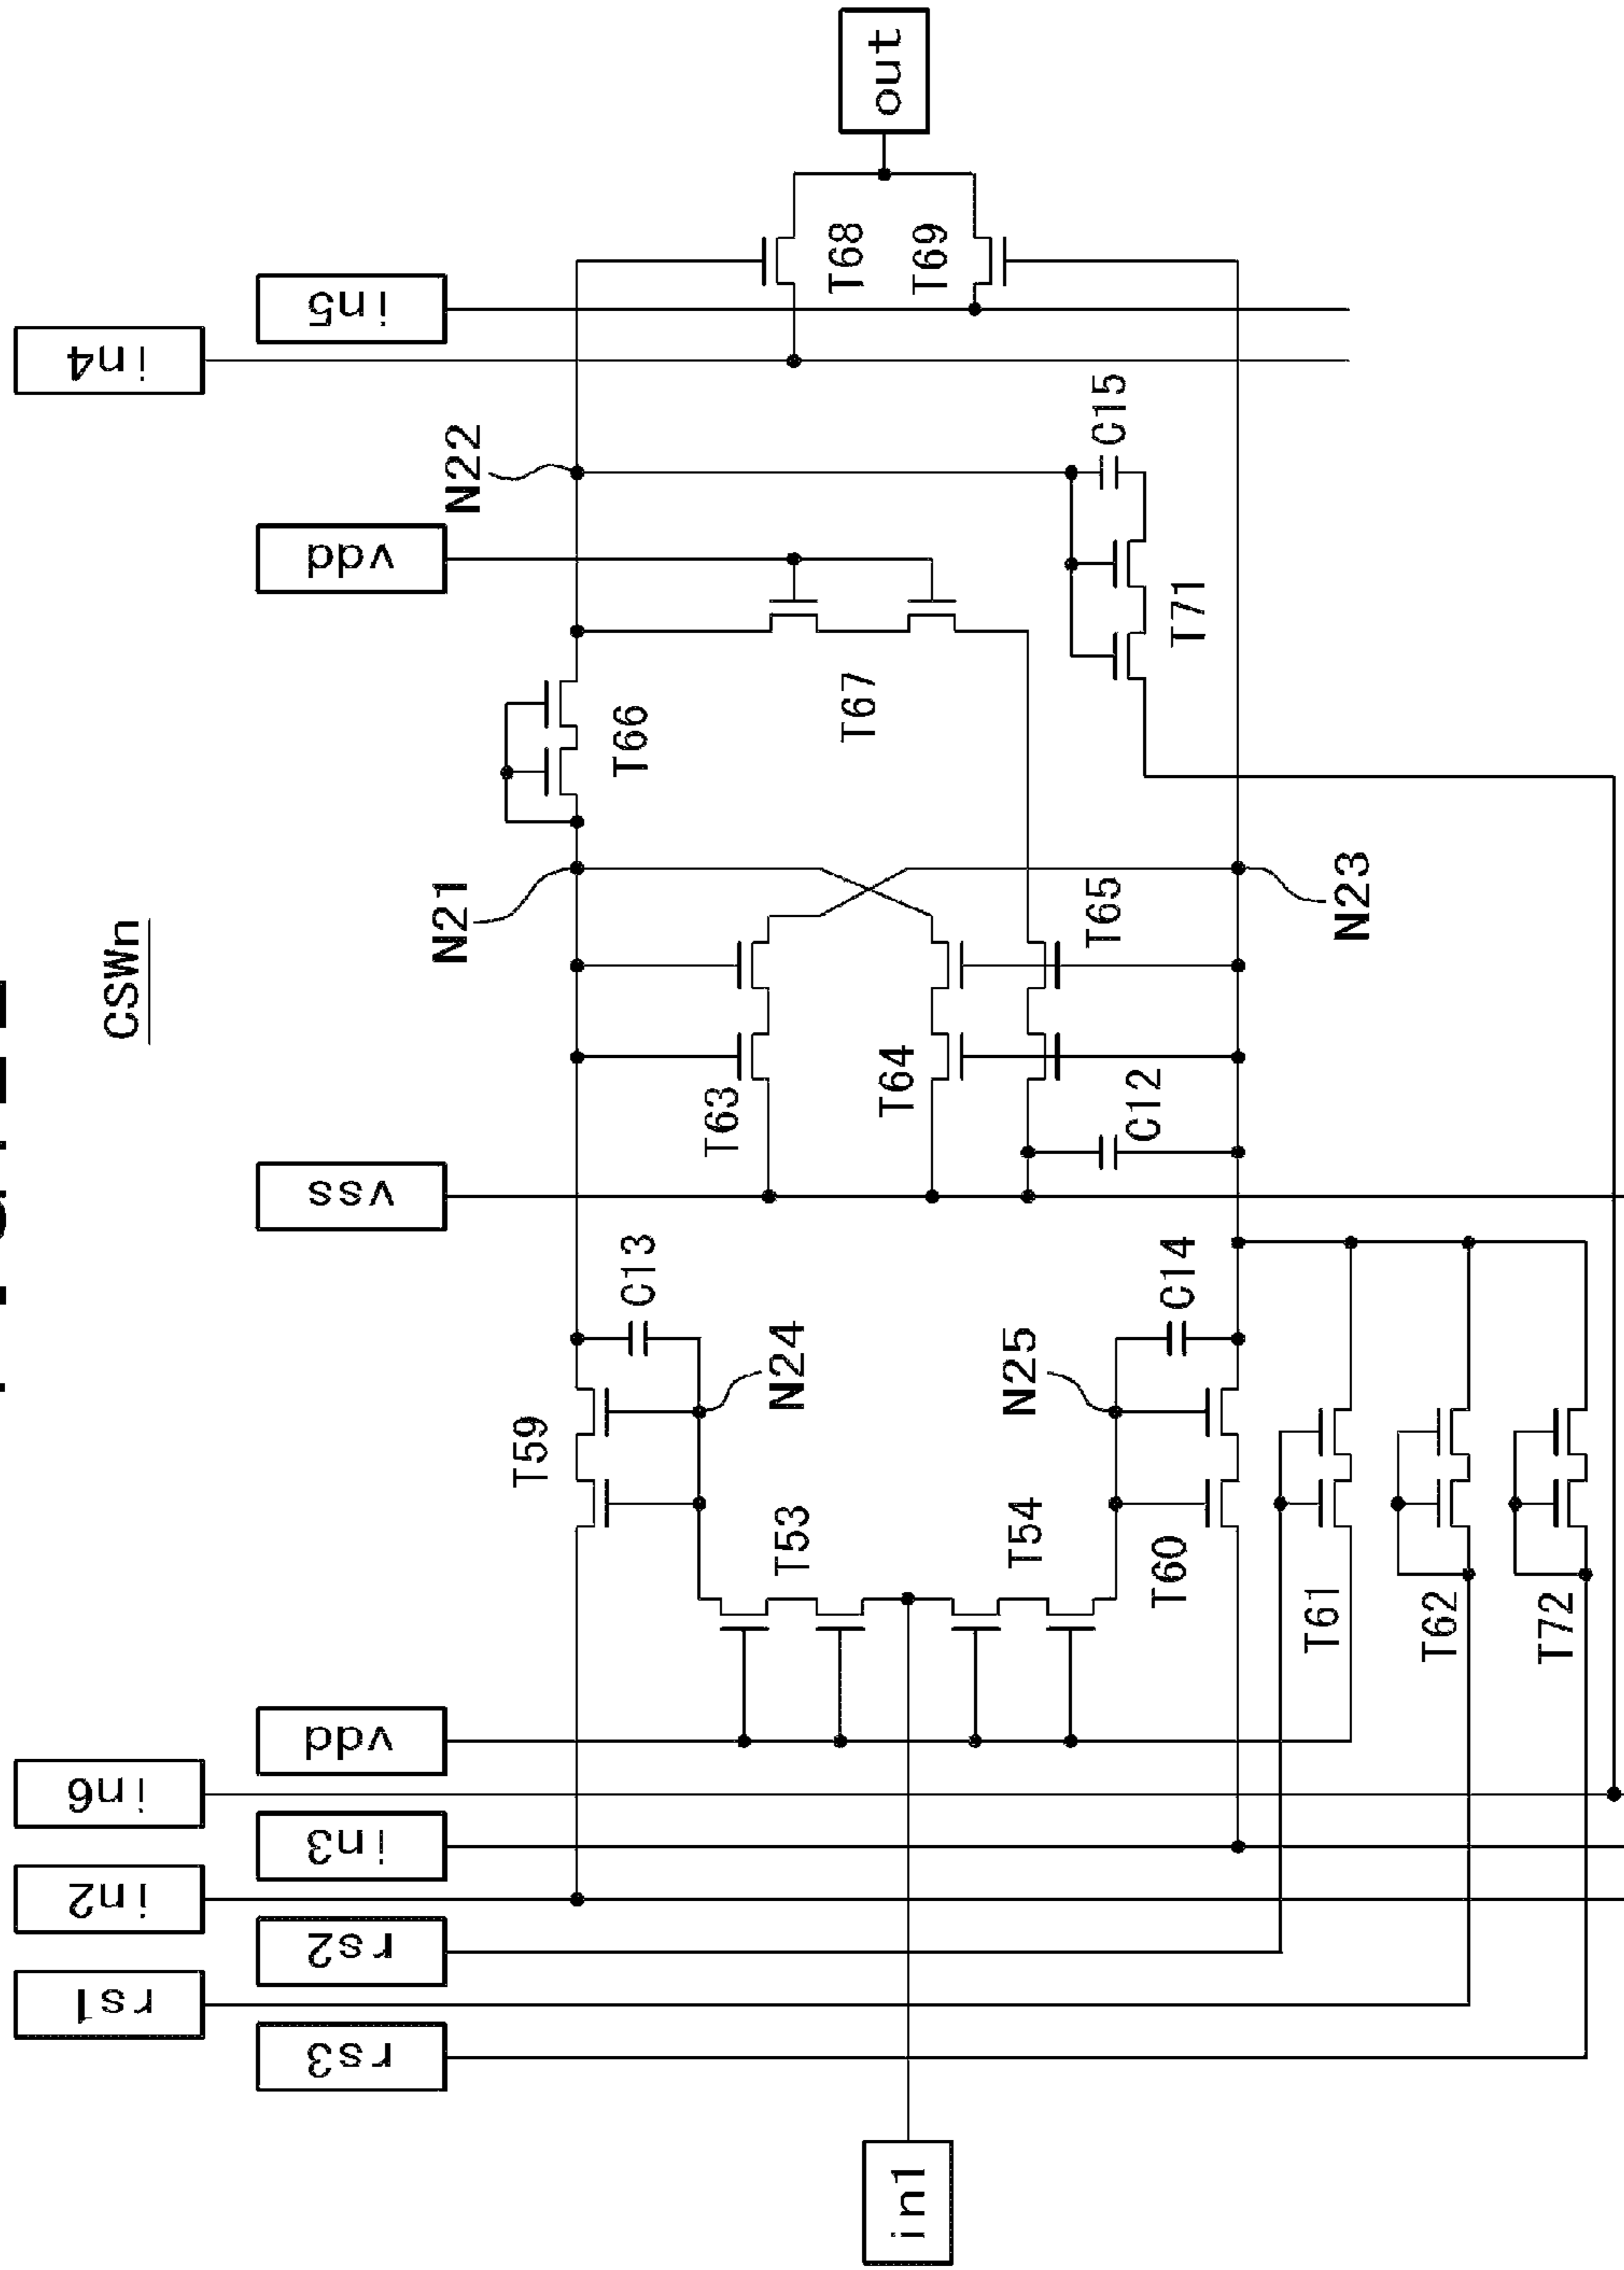 CSWn
in4
in5
out
N22
vdd
T68
T69
C15
T66
T67
T71
N21
N23
T63
T64
T65
C12
vss
C13
C14
N24
N25
T59
T53
T54
T60
T61
T62
T72
vdd
in6
in3
in2
rs2
rs1
rs3
in1